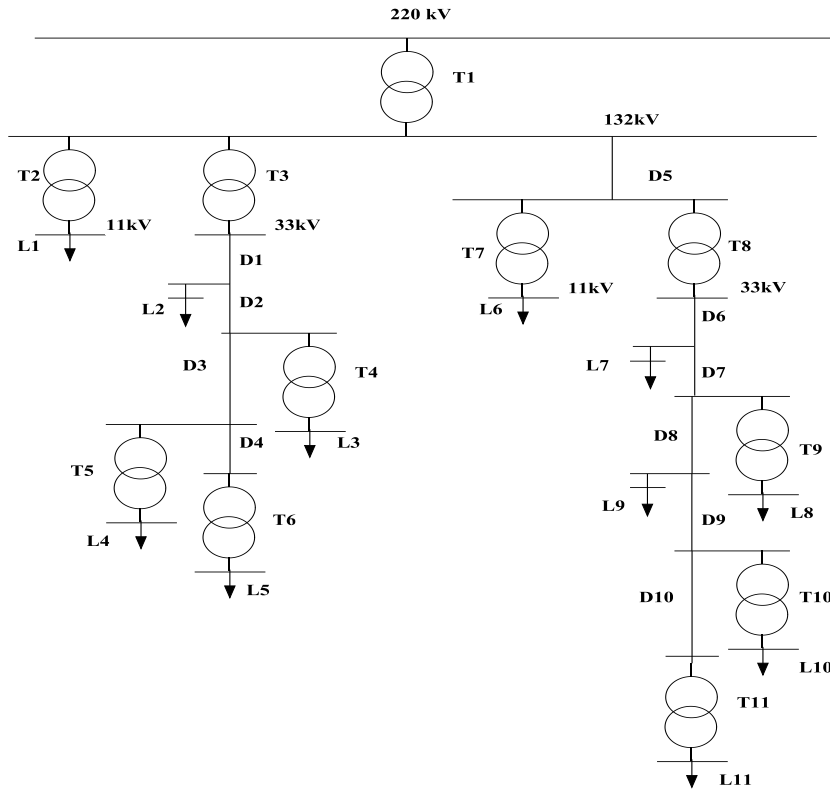 220 kV
T1
132kV
T2
T3
D5
L1
11kV
33kV
T7
T8
D1
L2
D2
L6
11kV
33kV
D6
D3
T4
L7
D7
D4
L3
D8
T9
T5
L9
L8
T6
D9
L4
L5
D10
T10
L10
T11
L11